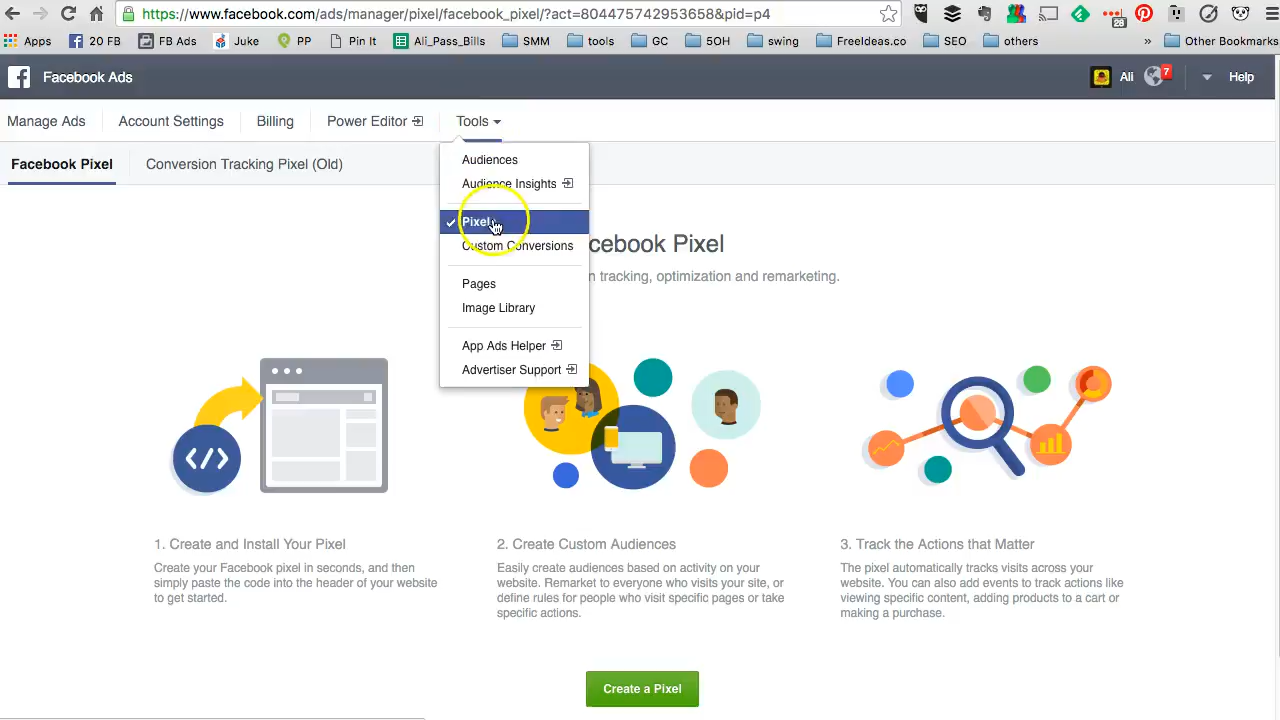 https://www.facebook.com/ads/manager/pixel/facebook_pixel/?act=804475742953658&pid=p4
23
Apps 20 FB FB Ads Juke PP Pin It Ali_Pass_Bills SMM tools GC 5OH swing FreeIdeas.co SEO others » Other Bookmarks
Facebook Ads Ali 7 Help
Manage Ads Account Settings Billing Power Editor Tools
Facebook Pixel Conversion Tracking Pixel (Old)
Audiences
Audience Insights
Pixels
Custom Conversions
Pages
Image Library
App Ads Helper
Advertiser Support
cebook Pixel
n tracking, optimization and remarketing.
</>
1. Create and Install Your Pixel
Create your Facebook pixel in seconds, and then
simply paste the code into the header of your website
to get started.
2. Create Custom Audiences
Easily create audiences based on activity on your
website. Remarket to everyone who visits your site, or
define rules for people who visit specific pages or take
specific actions.
3. Track the Actions that Matter
The pixel automatically tracks visits across your
website. You can also add events to track actions like
viewing specific content, adding products to a cart or
making a purchase.
Create a Pixel